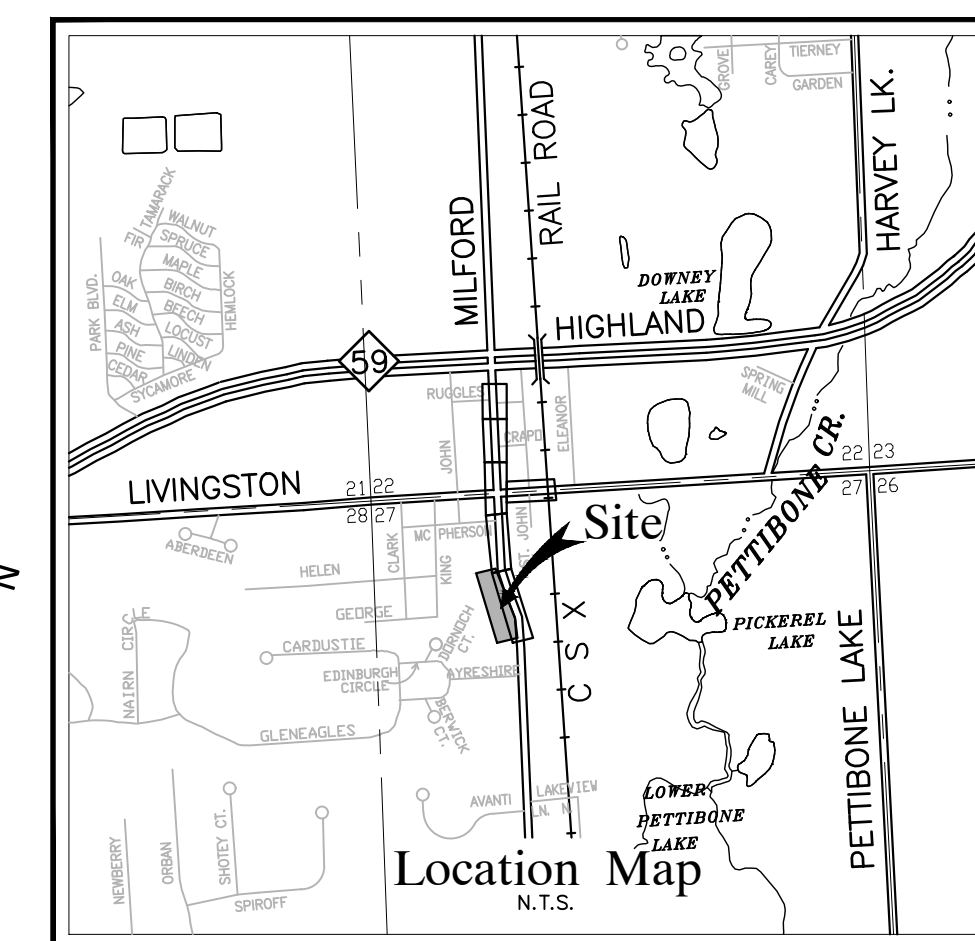 GROVE
CAREY
TIERNEY
GARDEN
HARVEY LK.
RAIL ROAD
MILFORD
TAMARACK
FIR
WALNUT
SPRUCE
MAPLE
BIRCH
BEECH
LOCUST
LINDEN
HEMLOCK
PARK BLVD.
OAK
ELM
ASH
PINE
CEDAR
SYCAMORE
DOWNEY
LAKE
HIGHLAND
59
RUGGLES
JOHN
CRAPO
ELEANOR
SPRING
MILL
PETTIBONE CR.
22 23
27 26
LIVINGSTON
21 22
28 27
ABERDEEN
CLARK
MC PHERSON
KING
ST. JOHN
Site
N
HELEN
GEORGE
NAIRN CIRCLE
CARDUSTIE
EDINBURGH
CIRCLE
DORNOCH
CT.
AYRESHIRE
BERWICK
CT.
GLENEAGLES
C S X
PICKEREL
LAKE
PETTIBONE LAKE
LOWER
PETTIBONE
LAKE
AVANTI
LAKEVIEW
LN. N.
NEWBERRY
ORBAN
SHOTEY CT.
SPIROFF
Location Map
N.T.S.